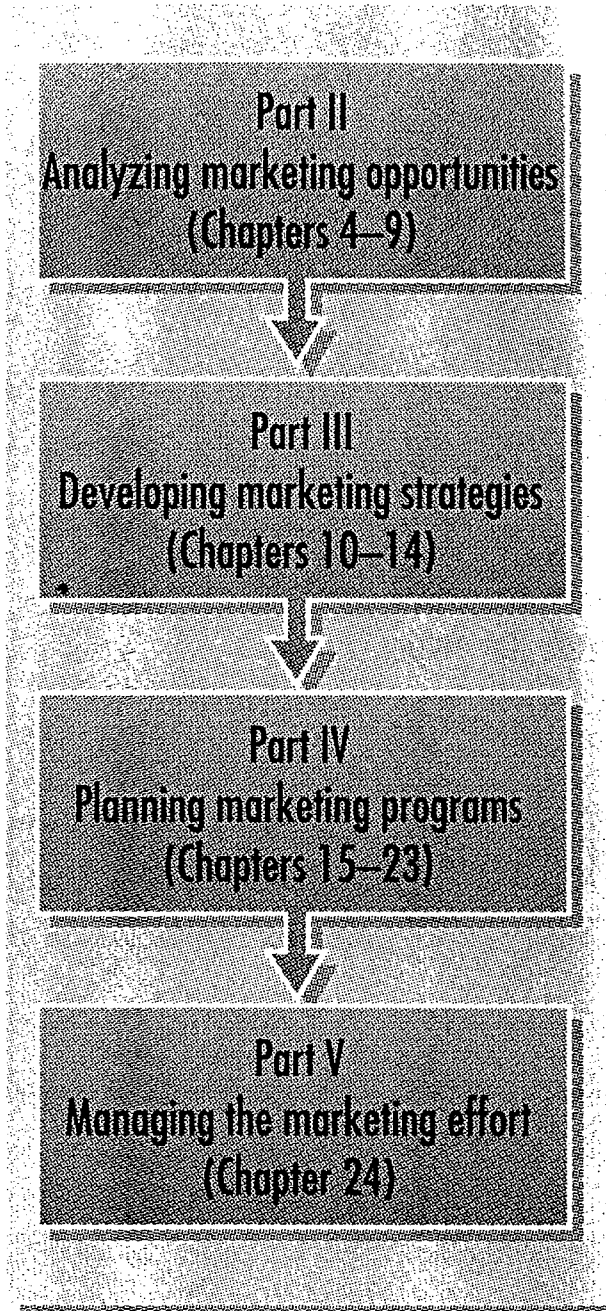 Part II
Analyzing marketing opportunities
(Chapters 4–9)
Part III
Developing marketing strategies
(Chapters 10–14)
Part IV
Planning marketing programs
(Chapters 15–23)
Part V
Managing the marketing effort
(Chapter 24)